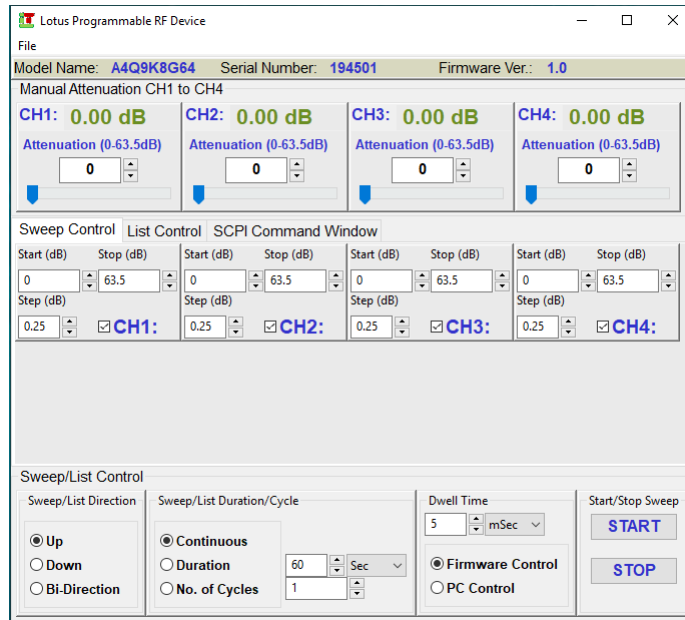 Lotus Programmable RF Device
File
Model Name: A4Q9K8G64 Serial Number: 194501 Firmware Ver.: 1.0
Manual Attenuation CH1 to CH4
CH1: 0.00 dB CH2: 0.00 dB CH3: 0.00 dB CH4: 0.00 dB
Attenuation (0-63.5dB) Attenuation (0-63.5dB) Attenuation (0-63.5dB) Attenuation (0-63.5dB)
0 0 0 0
Sweep Control List Control SCPI Command Window
Start (dB) Stop (dB) Start (dB) Stop (dB) Start (dB) Stop (dB) Start (dB) Stop (dB)
0 63.5 0 63.5 0 63.5 0 63.5
Step (dB) Step (dB) Step (dB) Step (dB)
0.25 CH1: 0.25 CH2: 0.25 CH3: 0.25 CH4:
Sweep/List Control
Sweep/List Direction Sweep/List Duration/Cycle Dwell Time Start/Stop Sweep
5 mSec START
Up Continuous
Down Duration 60 Sec Firmware Control STOP
Bi-Direction No. of Cycles 1 PC Control